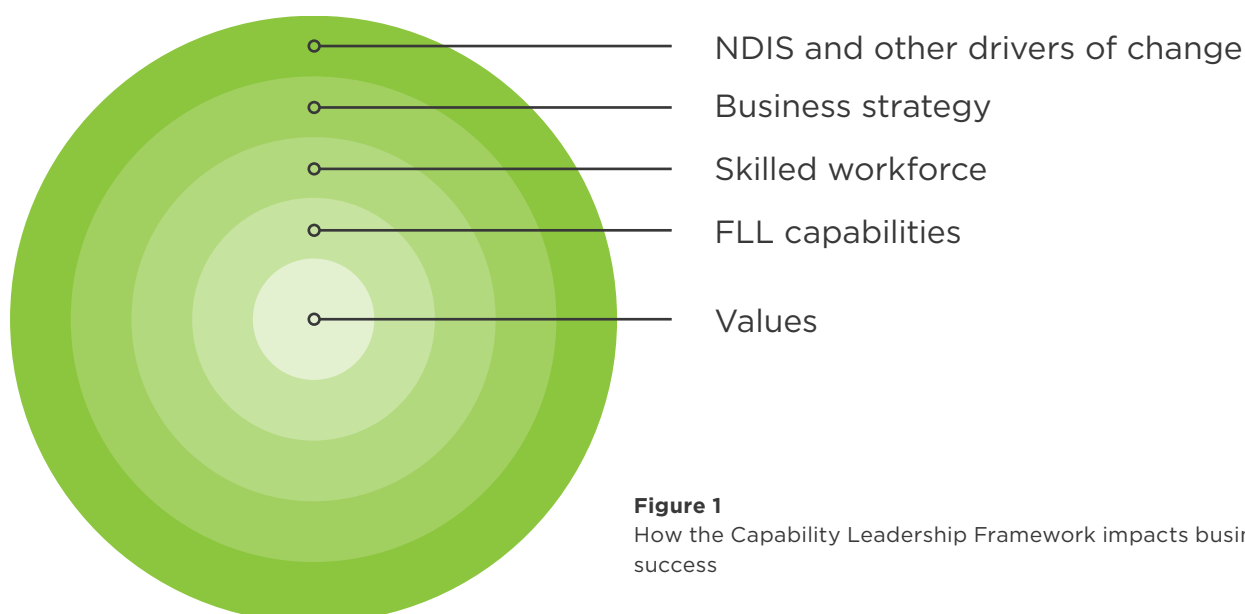 NDIS and other drivers of change
Business strategy
Skilled workforce
FLL capabilities
Values
Figure 1
How the Capability Leadership Framework impacts
success